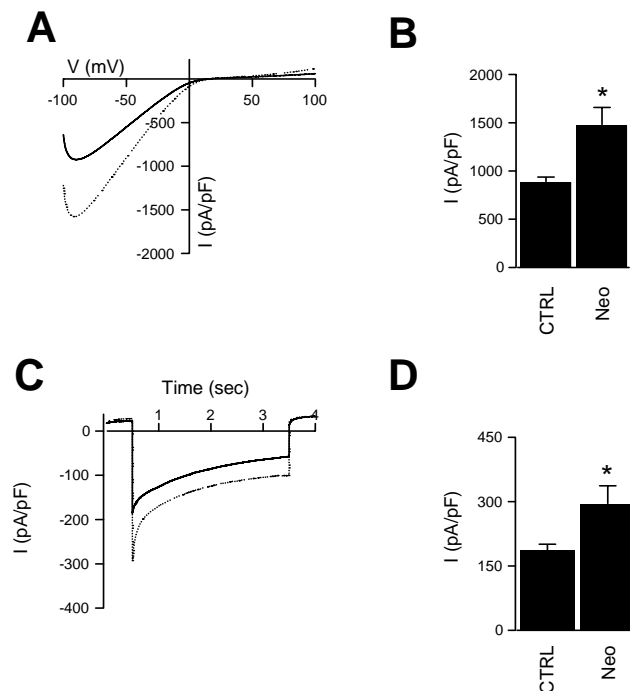 A
V (mV)
-100
-50
50
100
-500
-1000
-1500
-2000
I (pA/pF)
B
2000
1500
1000
500
0
I (pA/pF)
*
CTRL
Neo
C
Time (sec)
1
2
3
4
0
-100
-200
-300
-400
I (pA/pF)
D
450
300
150
0
I (pA/pF)
*
CTRL
Neo